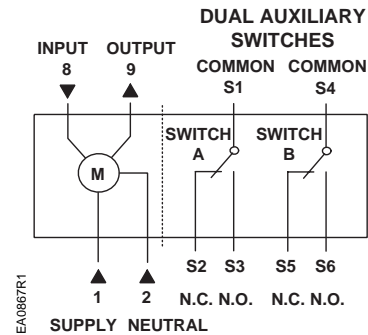 DUAL AUXILIARY
SWITCHES
INPUT OUTPUT
8 9
COMMON COMMON
S1 S4
SWITCH
A
SWITCH
B
M
S2 S3 S5 S6
1 2
N.C. N.O. N.C. N.O.
SUPPLY NEUTRAL
EA0867R1